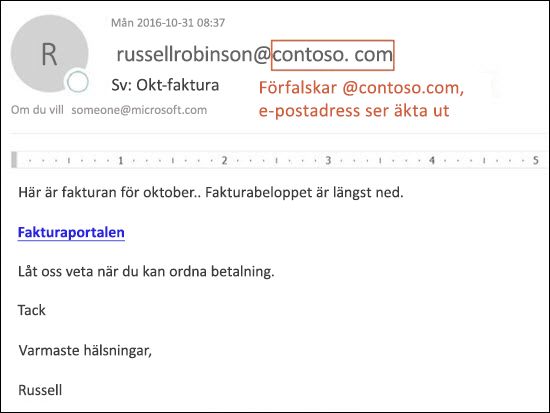 Mån 2016-10-31 08:37
R
russellrobinson@contoso. com
Sv: Okt-faktura
Förfalskar @contoso.com,
e-postadress ser äkta ut
Om du vill someone@microsoft.com
1 2 3 4 5
Här är fakturan för oktober.. Fakturabeloppet är längst ned.
Fakturaportalen
Låt oss veta när du kan ordna betalning.
Tack
Varmaste hälsningar,
Russell